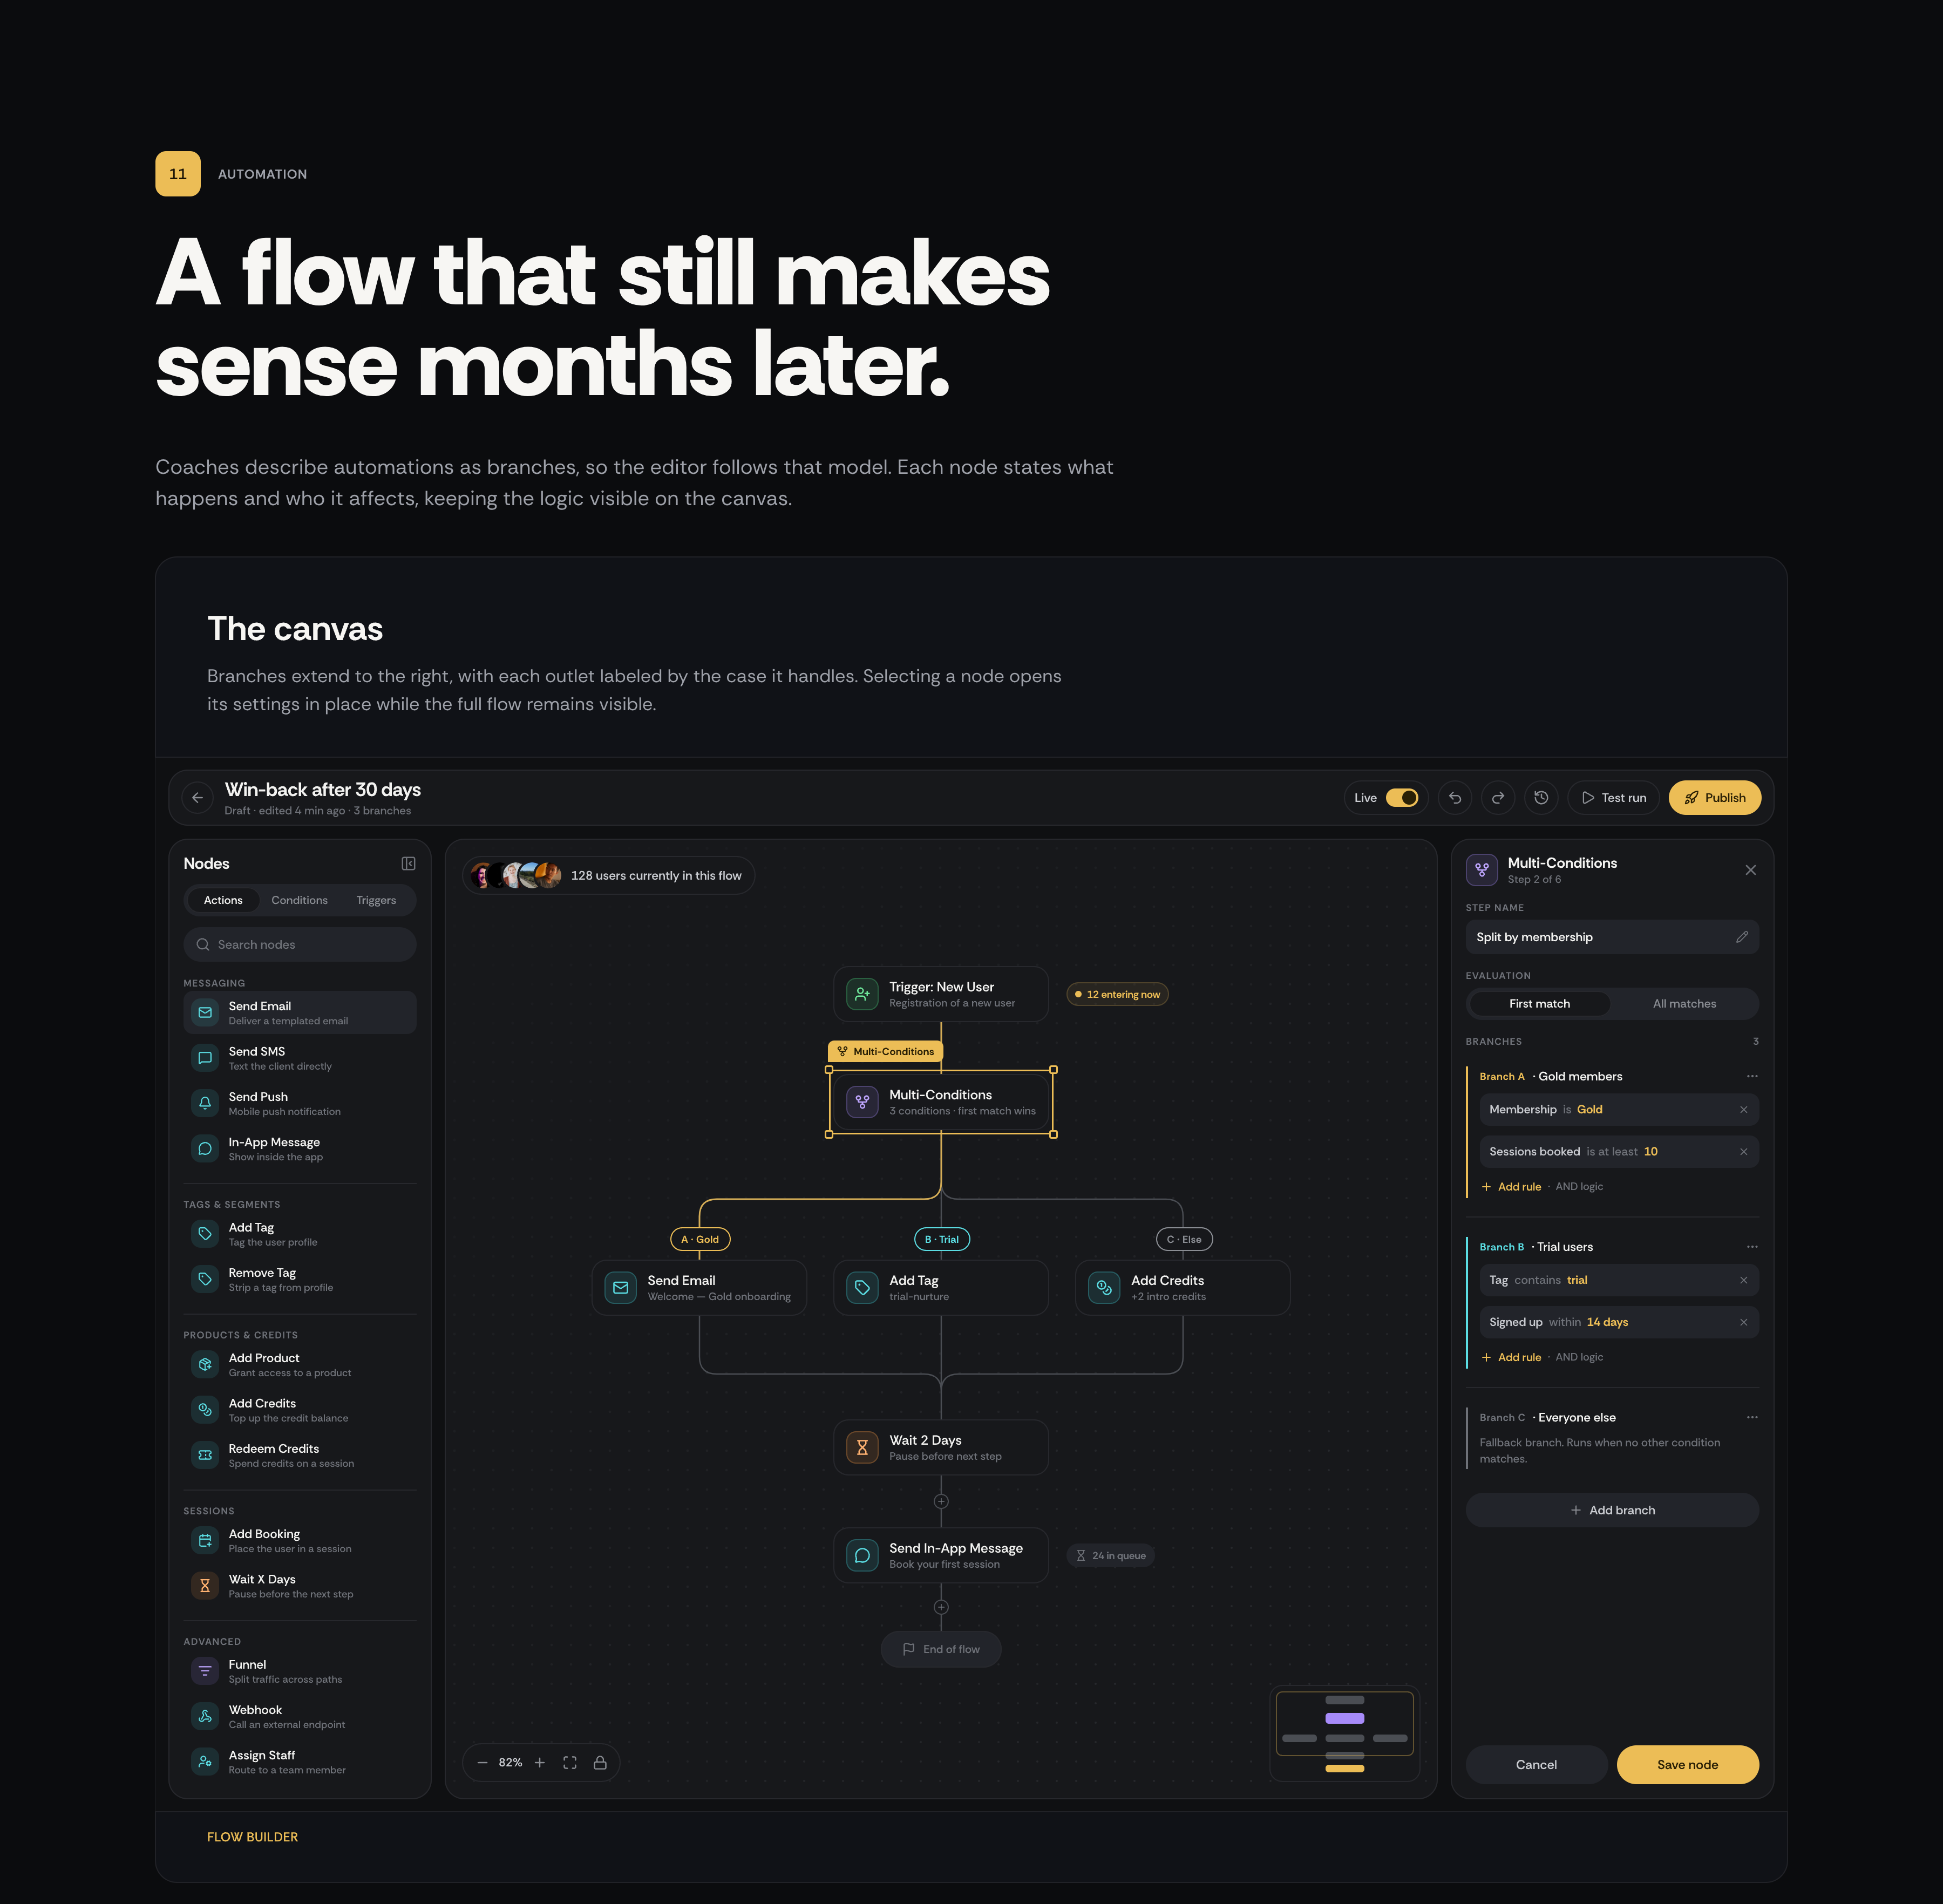 11
AUTOMATION
A flow that still makes
sense months later.
Coaches describe automations as branches, so the editor follows that model. Each node states what
happens and who it affects, keeping the logic visible on the canvas.
The canvas
Branches extend to the right, with each outlet labeled by the case it handles. Selecting a node opens
its settings in place while the full flow remains visible.
Win-back after 30 days
Draft · edited 4 min ago · 3 branches
Live
Test run
Publish
Nodes
Actions
Conditions
Triggers
Search nodes
MESSAGING
Send Email
Deliver a templated email
Send SMS
Text the client directly
Send Push
Mobile push notification
In-App Message
Show inside the app
TAGS & SEGMENTS
Add Tag
Tag the user profile
Remove Tag
Strip a tag from profile
PRODUCTS & CREDITS
Add Product
Grant access to a product
Add Credits
Top up the credit balance
Redeem Credits
Spend credits on a session
SESSIONS
Add Booking
Place the user in a session
Wait X Days
Pause before the next step
ADVANCED
Funnel
Split traffic across paths
Webhook
Call an external endpoint
Assign Staff
Route to a team member
128 users currently in this flow
Trigger: New User
Registration of a new user
12 entering now
Multi-Conditions
Multi-Conditions
3 conditions · first match wins
A · Gold
B · Trial
C · Else
Send Email
Welcome — Gold onboarding
Add Tag
trial-nurture
Add Credits
+2 intro credits
Wait 2 Days
Pause before next step
Send In-App Message
Book your first session
24 in queue
End of flow
82%
Multi-Conditions
Step 2 of 6
STEP NAME
Split by membership
EVALUATION
First match
All matches
BRANCHES
3
Branch A · Gold members
Membership is Gold
Sessions booked is at least 10
+ Add rule · AND logic
Branch B · Trial users
Tag contains trial
Signed up within 14 days
+ Add rule · AND logic
Branch C · Everyone else
Fallback branch. Runs when no other condition
matches.
+ Add branch
Cancel
Save node
FLOW BUILDER